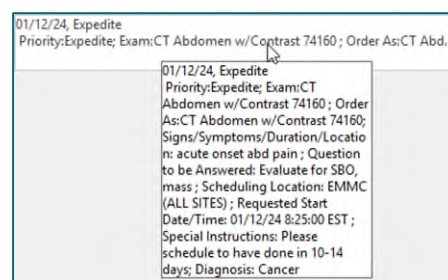 01/12/24, Expedite
Priority:Expedite; Exam:CT Abdomen w/Contrast 74160 ; Order As:CT Abd.
01/12/24, Expedite
Priority:Expedite; Exam:CT
Abdomen w/Contrast 74160 ; Order
As:CT Abdomen w/Contrast 74160;
Signs/Symptoms/Duration/Locatio
n: acute onset abd pain ; Question
to be Answered: Evaluate for SBO,
mass ; Scheduling Location: EMMC
(ALL SITES) ; Requested Start
Date/Time: 01/12/24 8:25:00 EST ;
Special Instructions: Please
schedule to have done in 10-14
days; Diagnosis: Cancer